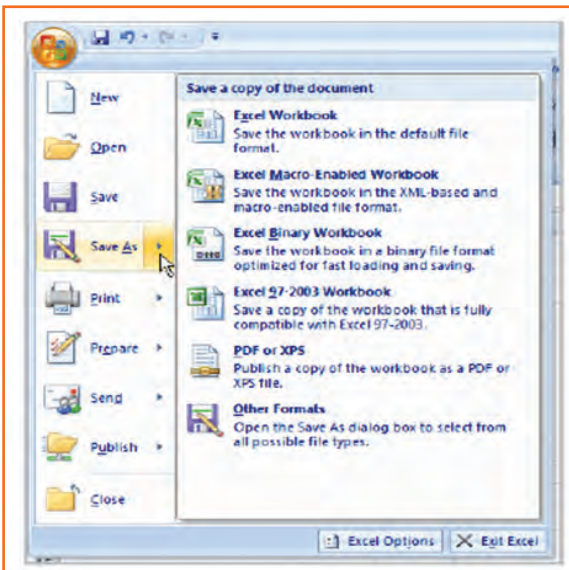 New
Open
Save
Save As
Print
Prepare
Send
Publish
Close
Save a copy of the document
Excel Workbook
Save the workbook in the default file
format.
Excel Macro-Enabled Workbook
Save the workbook in the XML-based and
macro-enabled file format.
Excel Binary Workbook
Save the workbook in a binary file format
optimized for fast loading and saving.
Excel 97-2003 Workbook
Save a copy of the workbook that is fully
compatible with Excel 97-2003.
PDF or XPS
Publish a copy of the workbook as a PDF or
XPS file.
Other Formats
Open the Save As dialog box to select from
all possible file types.
Excel Options
Exit Excel